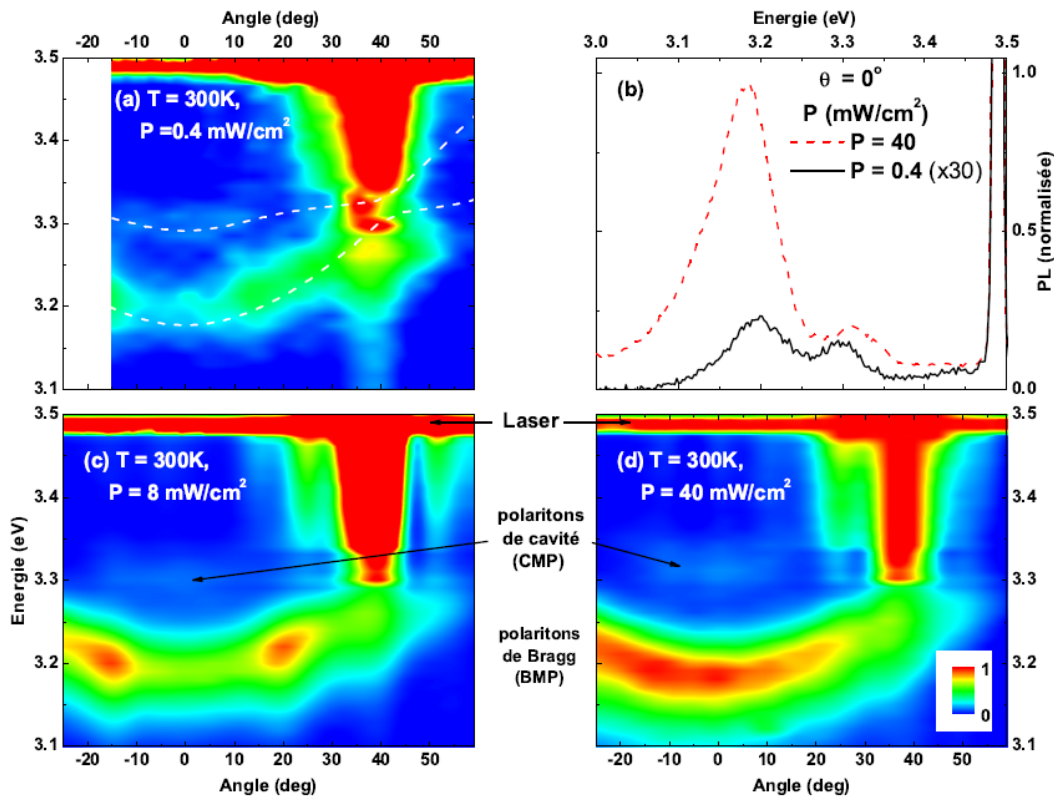 Angle (deg)
-20 -10 0 10 20 30 40 50
3.5
3.4
3.3
3.2
3.1
(a) T = 300K,
P =0.4 mW/cm²
Energie (eV)
3.0 3.1 3.2 3.3 3.4 3.5
(b)
θ = 0°
P (mW/cm²)
P = 40
P = 0.4 (x30)
1.0
0.5
0.0
PL (normalisée)
3.5
3.4
3.3
3.2
3.1
Energie (eV)
(c) T = 300K,
P = 8 mW/cm²
-20 -10 0 10 20 30 40 50
Angle (deg)
Laser
polaritons
de cavité
(CMP)
polaritons
de Bragg
(BMP)
(d) T = 300K,
P = 40 mW/cm²
1
0
3.5
3.4
3.3
3.2
3.1
-20 -10 0 10 20 30 40 50
Angle (deg)